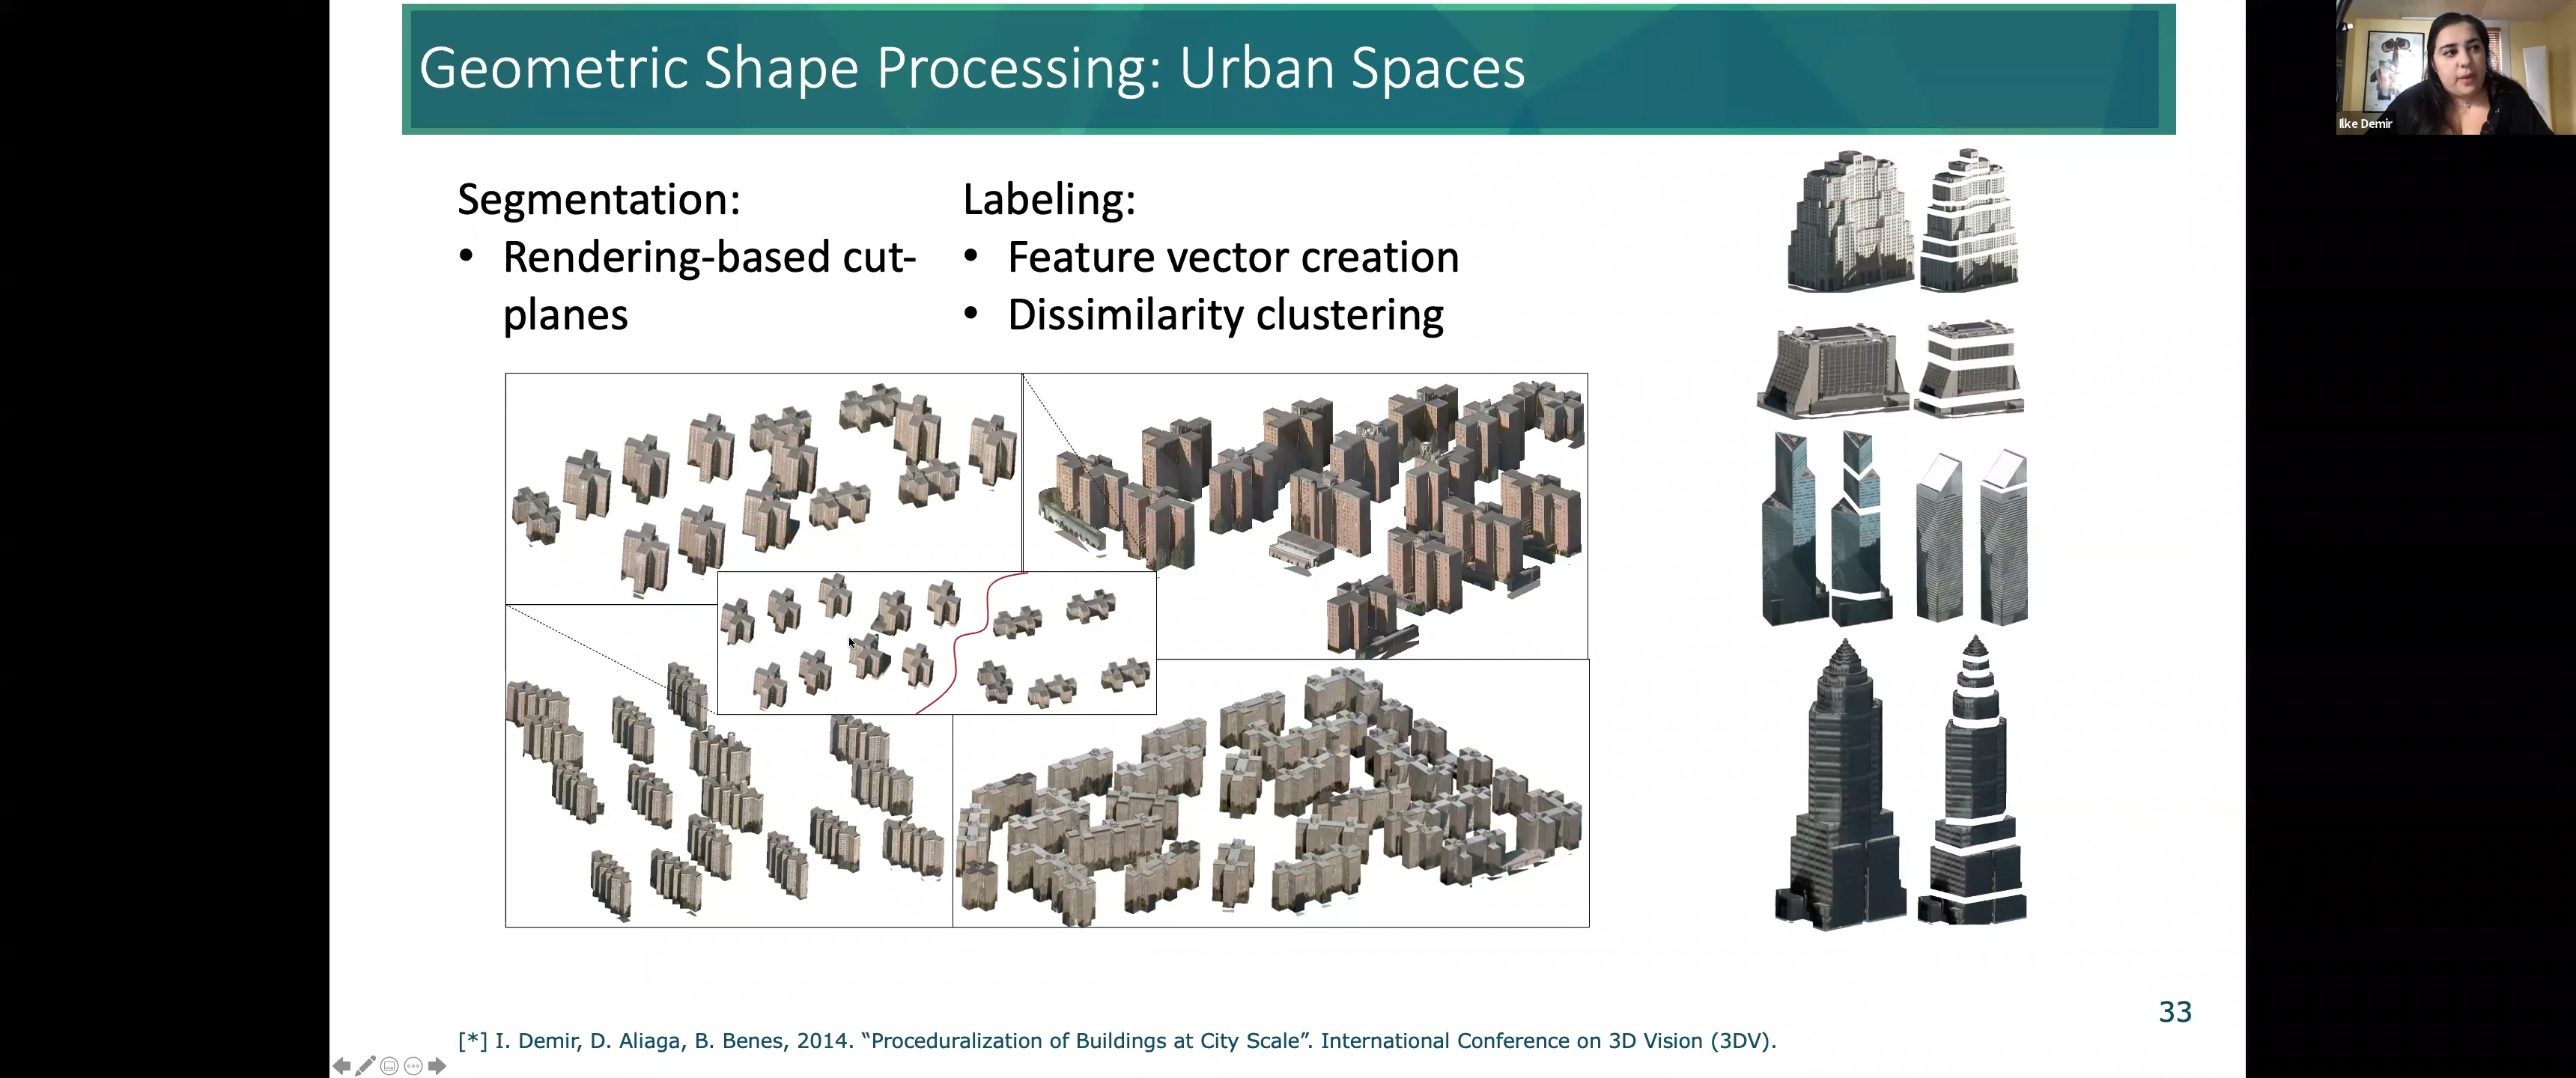 Geometric Shape Processing: Urban Spaces
Ilke Demir
Segmentation:
• Rendering-based cut-
planes
Labeling:
• Feature vector creation
• Dissimilarity clustering
33
[*] I. Demir, D. Aliaga, B. Benes, 2014. “Proceduralization of Buildings at City Scale”. International Conference on 3D Vision (3DV).